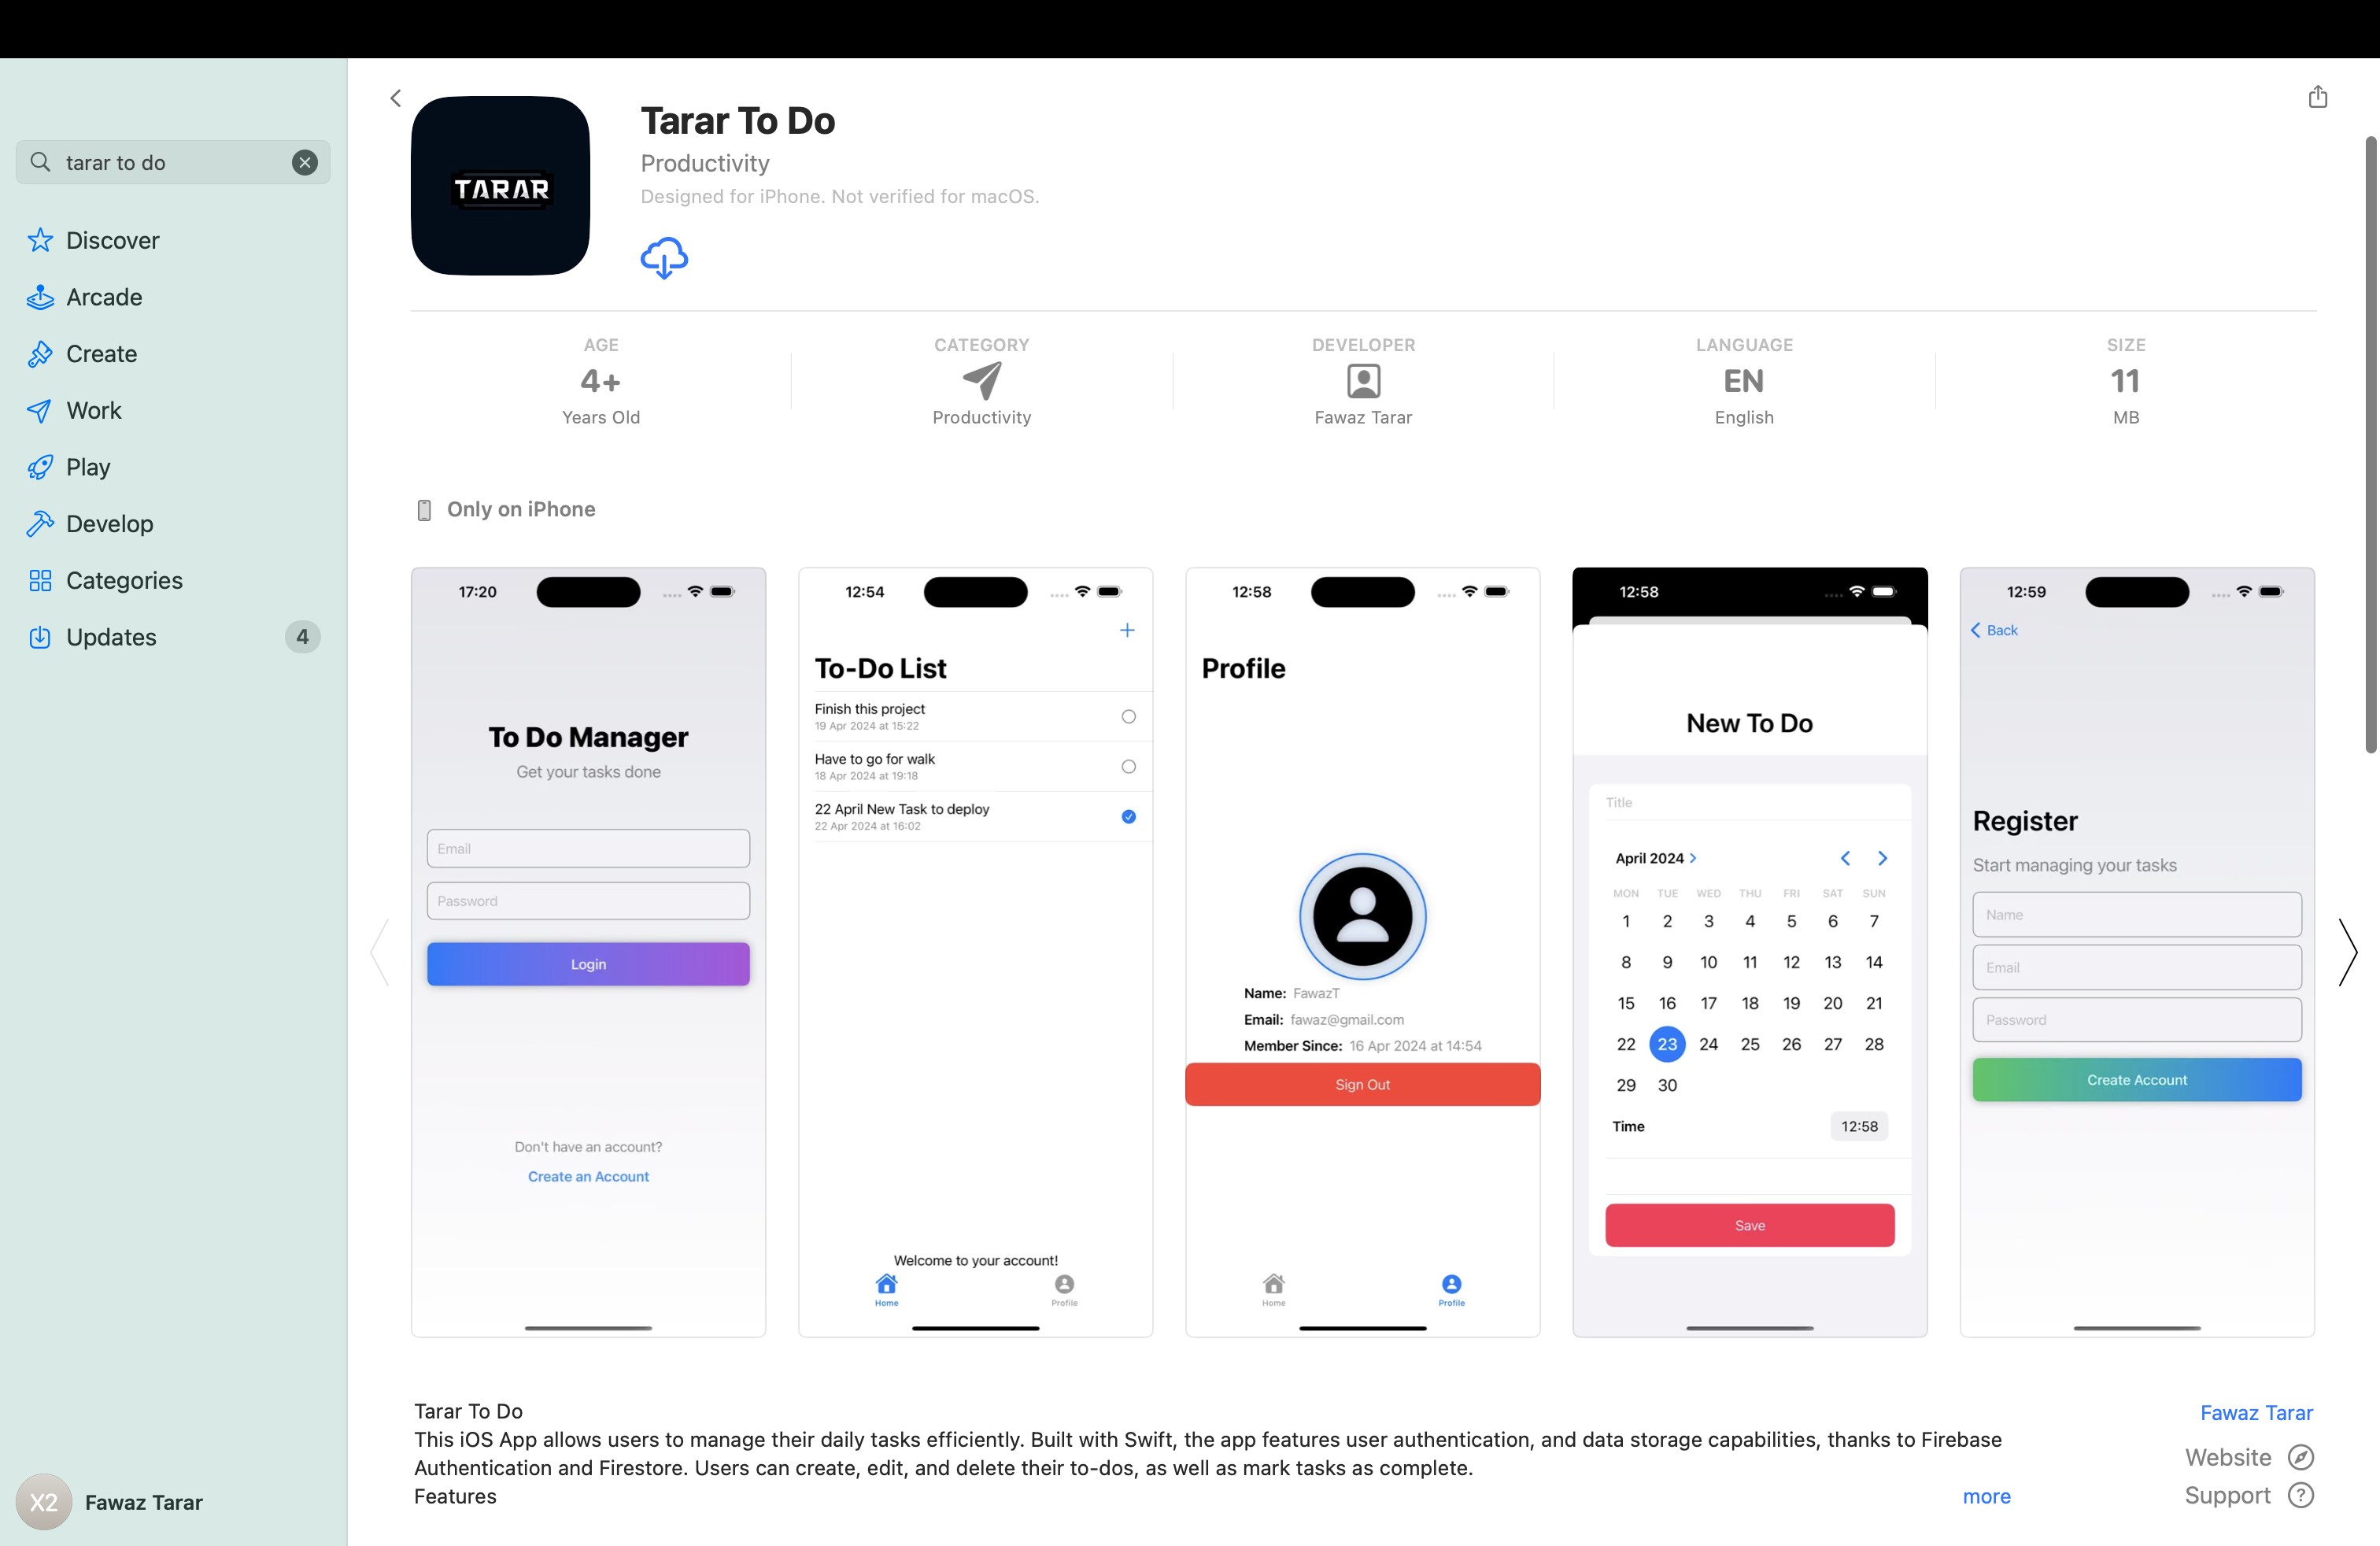 tarar to do
Discover
Arcade
Create
Work
Play
Develop
Categories
Updates 4
X2 Fawaz Tarar
TARAR
Tarar To Do
Productivity
Designed for iPhone. Not verified for macOS.
AGE
4+
Years Old
CATEGORY
Productivity
DEVELOPER
Fawaz Tarar
LANGUAGE
EN
English
SIZE
11
MB
Only on iPhone
17:20
To Do Manager
Get your tasks done
Email
Password
Login
Don't have an account?
Create an Account
12:54
+
To-Do List
Finish this project
19 Apr 2024 at 15:22
Have to go for walk
18 Apr 2024 at 19:18
22 April New Task to deploy
22 Apr 2024 at 16:02
Welcome to your account!
Home Profile
12:58
Profile
Name: FawazT
Email: fawaz@gmail.com
Member Since: 16 Apr 2024 at 14:54
Sign Out
Home Profile
12:58
New To Do
Title
April 2024
MON TUE WED THU FRI SAT SUN
1 2 3 4 5 6 7
8 9 10 11 12 13 14
15 16 17 18 19 20 21
22 23 24 25 26 27 28
29 30
Time 12:58
Save
12:59
Back
Register
Start managing your tasks
Name
Email
Password
Create Account
Tarar To Do
This iOS App allows users to manage their daily tasks efficiently. Built with Swift, the app features user authentication, and data storage capabilities, thanks to Firebase
Authentication and Firestore. Users can create, edit, and delete their to-dos, as well as mark tasks as complete.
Features
more
Fawaz Tarar
Website
Support